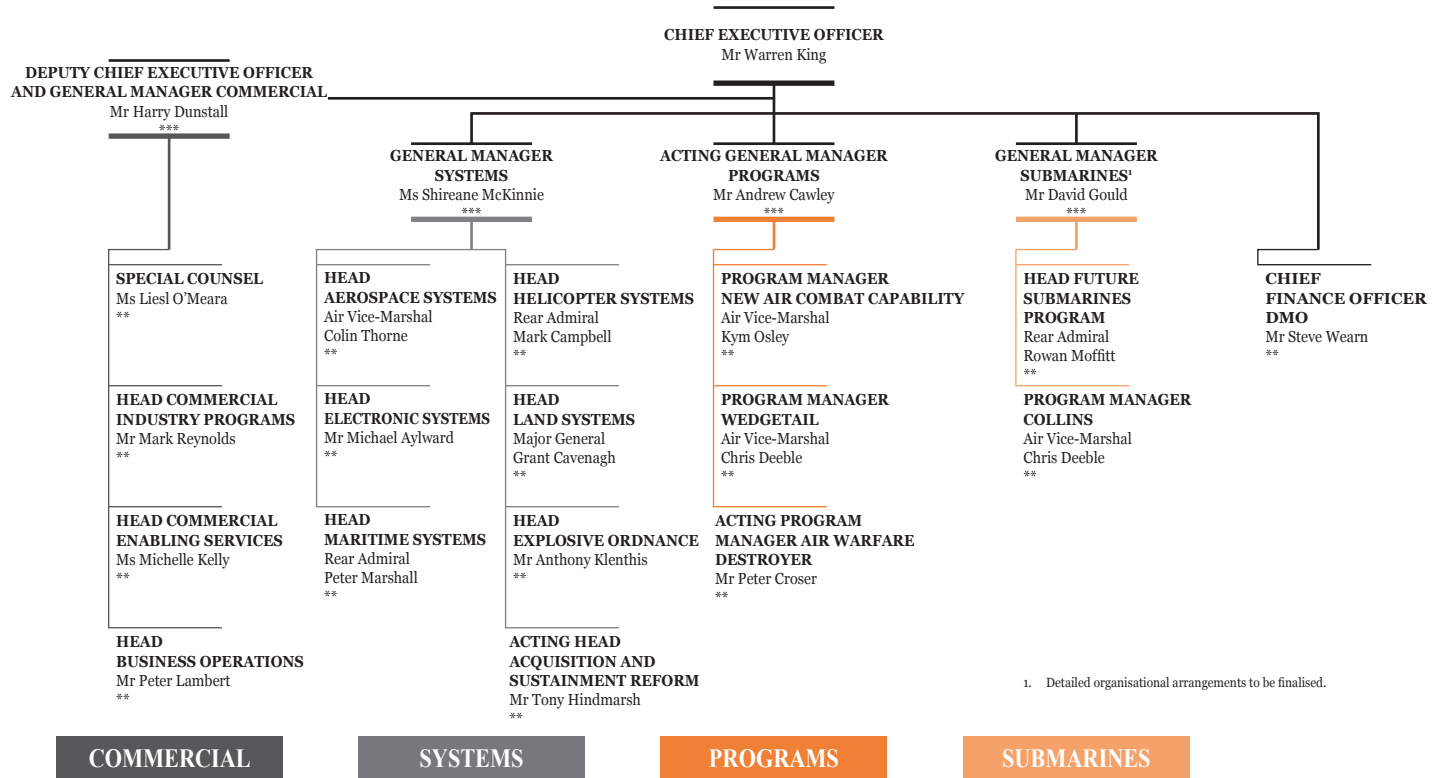 CHIEF EXECUTIVE OFFICER
Mr Warren King
DEPUTY CHIEF EXECUTIVE OFFICER
AND GENERAL MANAGER COMMERCIAL
Mr Harry Dunstall
***
GENERAL MANAGER
SYSTEMS
Ms Shireane McKinnie
***
ACTING GENERAL MANAGER
PROGRAMS
Mr Andrew Cawley
***
GENERAL MANAGER
SUBMARINES¹
Mr David Gould
***
SPECIAL COUNSEL
Ms Liesl O’Meara
**
HEAD COMMERCIAL
INDUSTRY PROGRAMS
Mr Mark Reynolds
**
HEAD COMMERCIAL
ENABLING SERVICES
Ms Michelle Kelly
**
HEAD
BUSINESS OPERATIONS
Mr Peter Lambert
**
HEAD
AEROSPACE SYSTEMS
Air Vice-Marshal
Colin Thorne
**
HEAD
ELECTRONIC SYSTEMS
Mr Michael Aylward
**
HEAD
MARITIME SYSTEMS
Rear Admiral
Peter Marshall
**
HEAD
HELICOPTER SYSTEMS
Rear Admiral
Mark Campbell
**
HEAD
LAND SYSTEMS
Major General
Grant Cavenagh
**
HEAD
EXPLOSIVE ORDNANCE
Mr Anthony Klenthis
**
ACTING HEAD
ACQUISITION AND
SUSTAINMENT REFORM
Mr Tony Hindmarsh
**
PROGRAM MANAGER
NEW AIR COMBAT CAPABILITY
Air Vice-Marshal
Kym Osley
**
PROGRAM MANAGER
WEDGETAIL
Air Vice-Marshal
Chris Deeble
**
ACTING PROGRAM
MANAGER AIR WARFARE
DESTROYER
Mr Peter Croser
**
HEAD FUTURE
SUBMARINES
PROGRAM
Rear Admiral
Rowan Moffitt
**
PROGRAM MANAGER
COLLINS
Air Vice-Marshal
Chris Deeble
**
CHIEF
FINANCE OFFICER
DMO
Mr Steve Wearn
**
1. Detailed organisational arrangements to be finalised.
COMMERCIAL
SYSTEMS
PROGRAMS
SUBMARINES